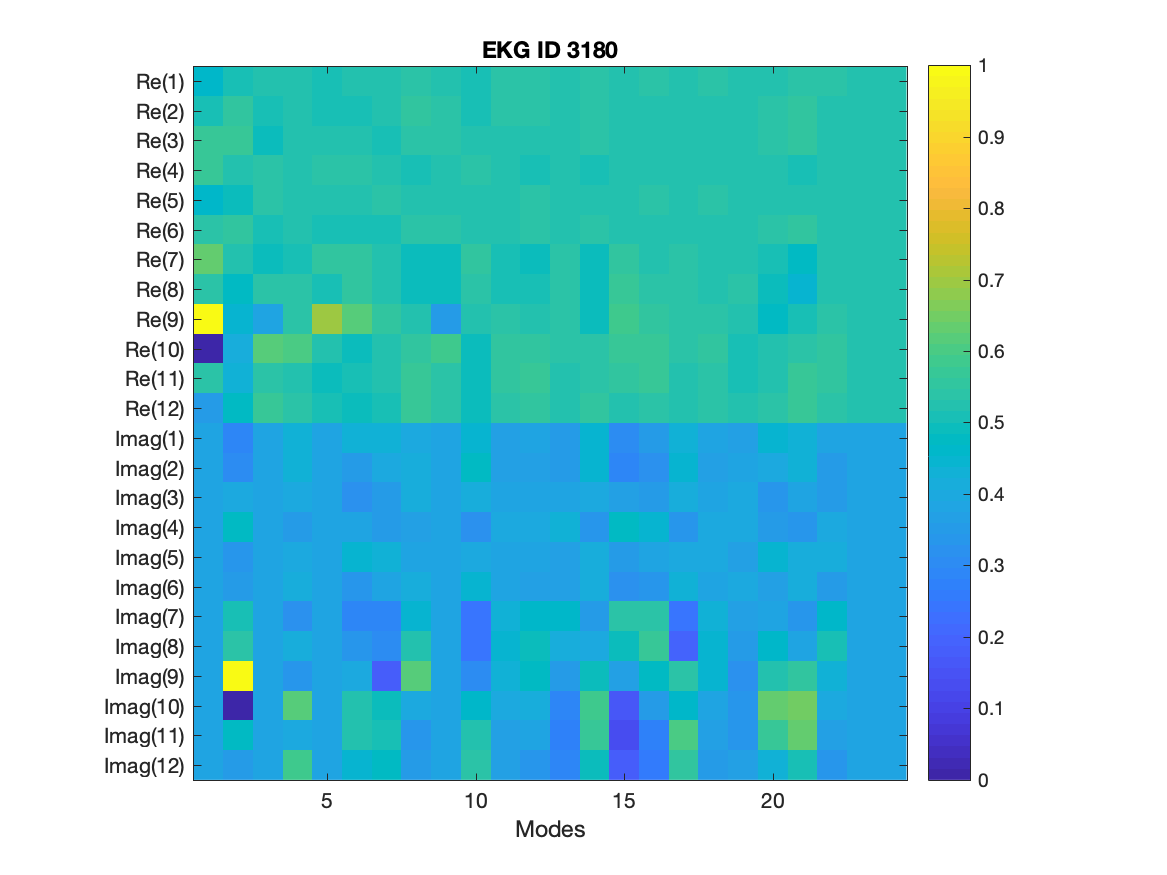 EKG ID 3180
Re(1)
Re(2)
Re(3)
Re(4)
Re(5)
Re(6)
Re(7)
Re(8)
Re(9)
Re(10)
Re(11)
Re(12)
Imag(1)
Imag(2)
Imag(3)
Imag(4)
Imag(5)
Imag(6)
Imag(7)
Imag(8)
Imag(9)
Imag(10)
Imag(11)
Imag(12)
5 10 15 20
Modes
1
0.9
0.8
0.7
0.6
0.5
0.4
0.3
0.2
0.1
0